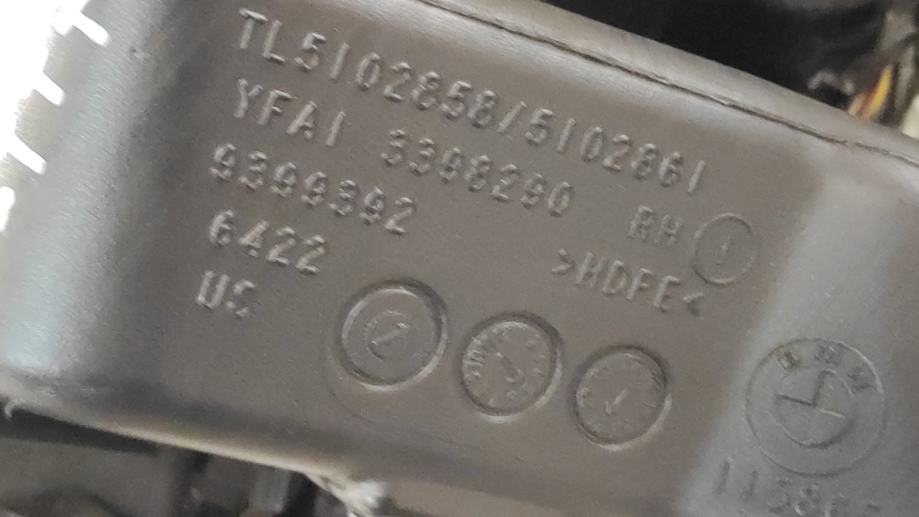 TL5102858/5102861
YFAI 3398290 RH
9399392
6422 >HDPE<
US
BMW